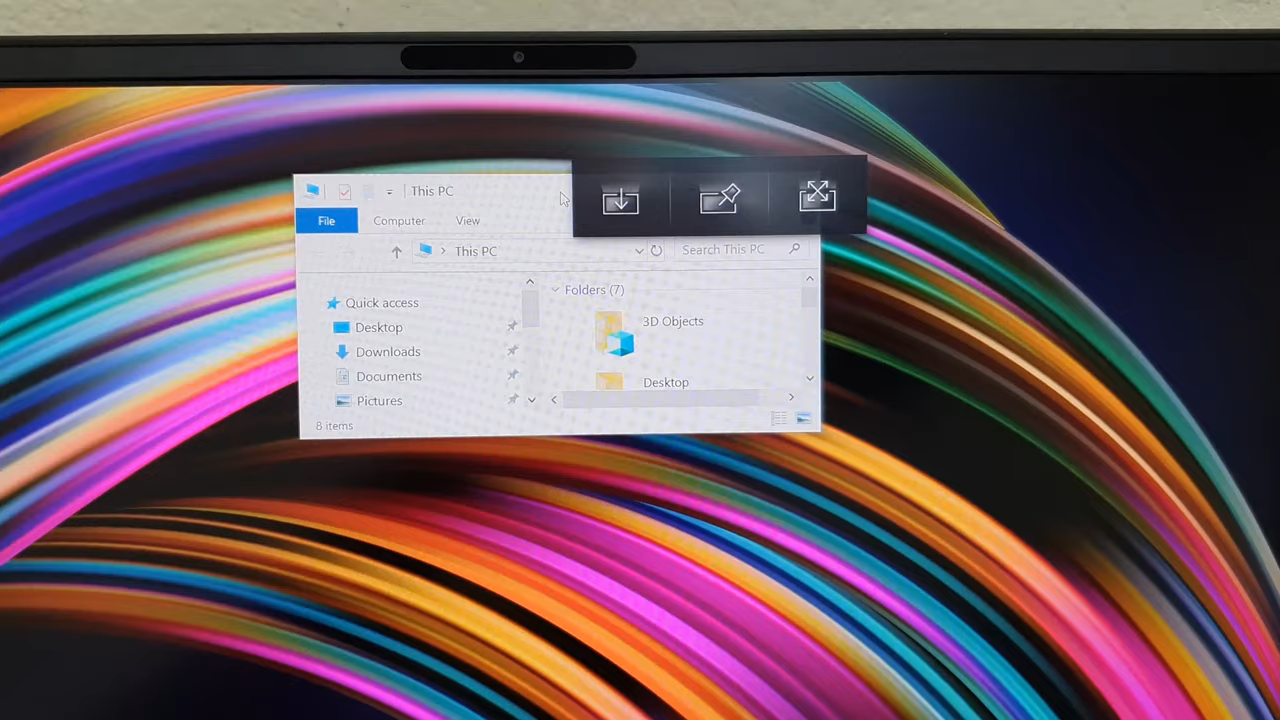 This PC
File Computer View
This PC Search This PC
Folders (7)
Quick access
3D Objects
Desktop
Downloads
Documents
Desktop
Pictures
8 items